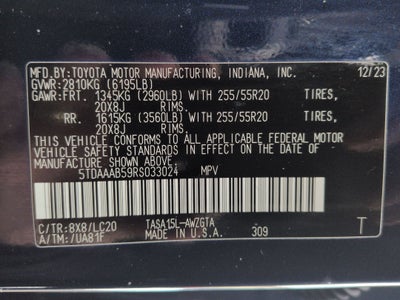 MFD.BY:TOYOTA MOTOR MANUFACTURING, INDIANA, INC. 12/23
GVWR: 2810KG (6195LB)
GAWR:FRT. 1345KG (2960LB) WITH 255/55R20 TIRES,
20X8J RIMS.
RR. 1615KG (3560LB) WITH 255/55R20 TIRES,
20X8J RIMS.
THIS VEHICLE CONFORMS TO ALL APPLICABLE FEDERAL MOTOR
VEHICLE SAFETY STANDARDS IN EFFECT ON THE DATE OF
MANUFACTURE SHOWN ABOVE.
5TDAAAB59RS033024 MPV
C/TR:8X8/LC20 TASA15L-AWZGTA
A/TM:/UA81F MADE IN U.S.A. 309 T